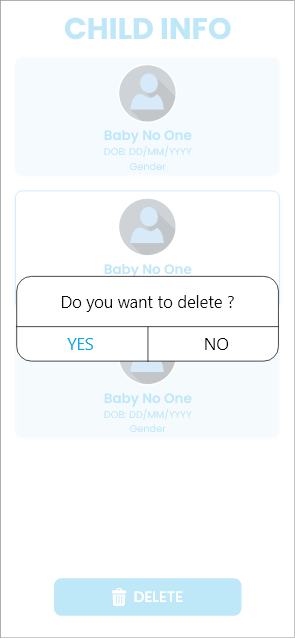 CHILD INFO
Baby No One
DOB: DD/MM/YYYY
Gender
Baby No One
Do you want to delete ?
YES
NO
Baby No One
DOB: DD/MM/YYYY
Gender
DELETE